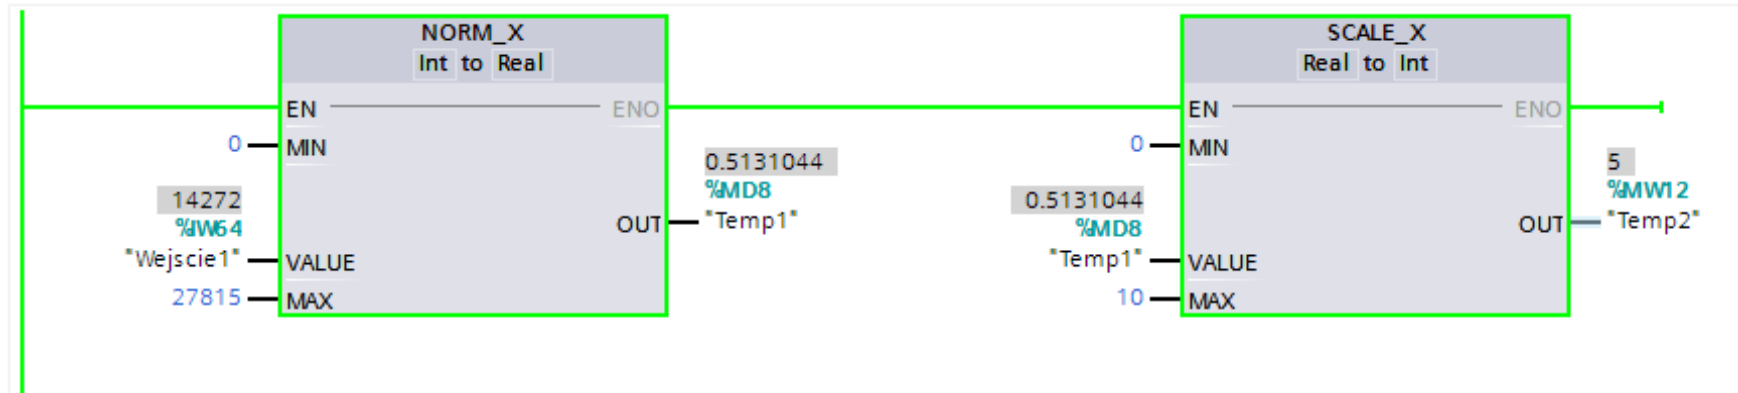 NORM_X
Int to Real
EN
ENO
0
MIN
14272
%IW64
"Wejscie1"
VALUE
27815
MAX
0.5131044
%MD8
OUT
"Temp1"
SCALE_X
Real to Int
EN
ENO
0
MIN
0.5131044
%MD8
"Temp1"
VALUE
10
MAX
5
%MW12
OUT
"Temp2"